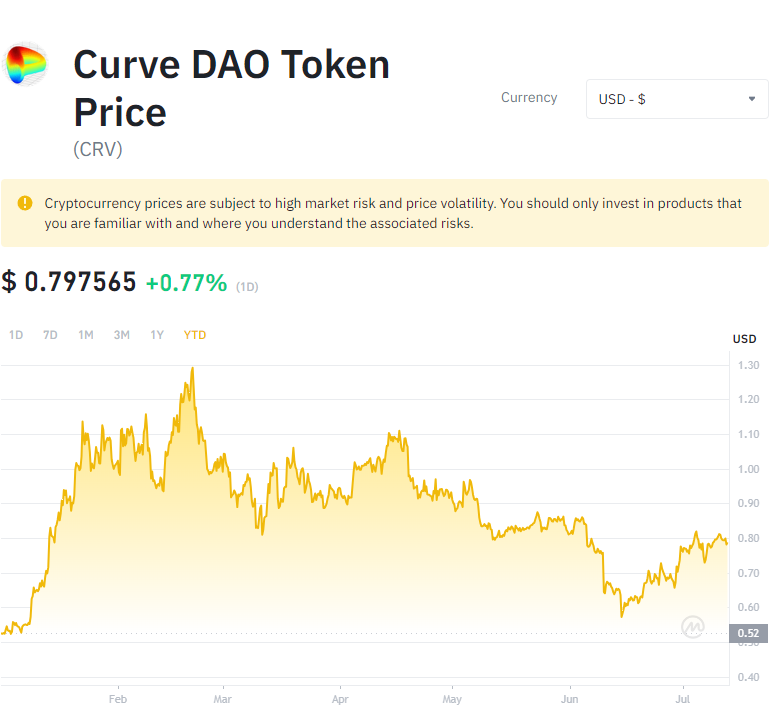 Curve DAO Token
Price
(CRV)
Currency
USD - $
Cryptocurrency prices are subject to high market risk and price volatility. You should only invest in products that
you are familiar with and where you understand the associated risks.
$ 0.797565 +0.77% (1D)
1D 7D 1M 3M 1Y YTD
USD
1.30
1.20
1.10
1.00
0.90
0.80
0.70
0.60
0.52
0.40
Feb Mar Apr May Jun Jul